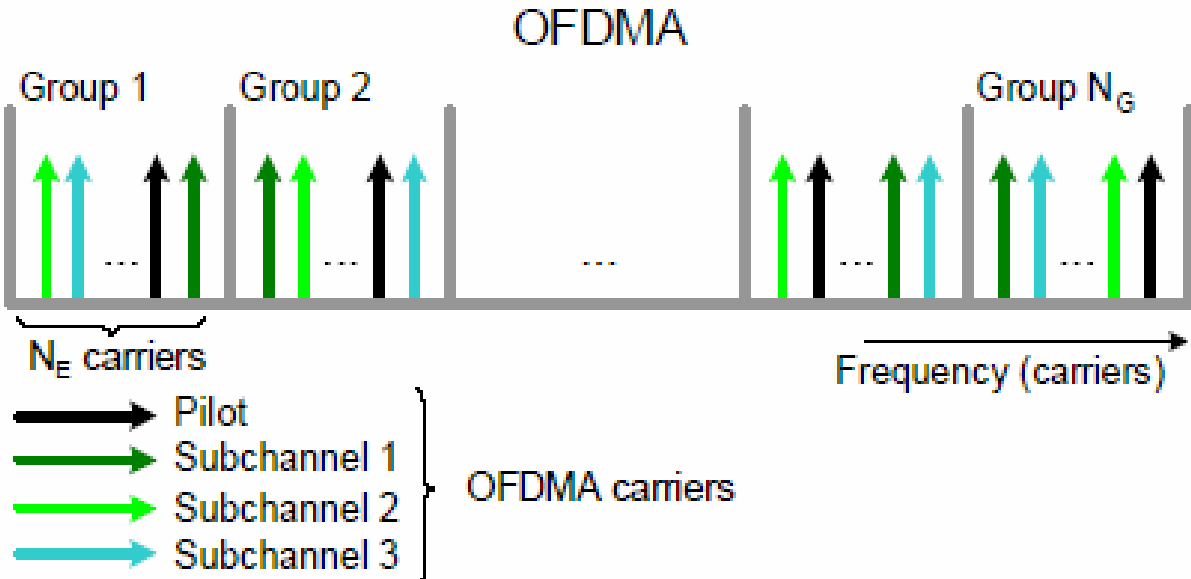 OFDMA
Group 1
Group 2
Group N_G
...
...
...
...
...
N_E carriers
Frequency (carriers)
Pilot
Subchannel 1
Subchannel 2
Subchannel 3
OFDMA carriers